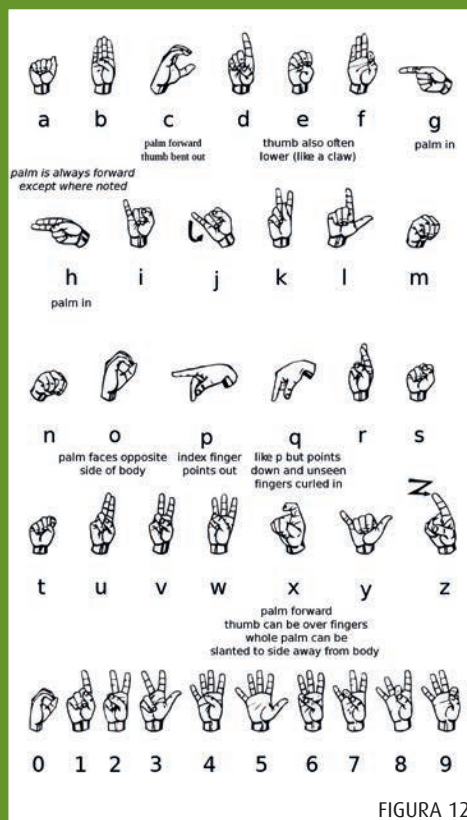 a b c d e f g
palm forward
thumb bent out
thumb also often
lower (like a claw)
palm in
palm is always forward
except where noted
h i j k l m
palm in
n o p q r s
palm faces opposite
side of body
index finger
points out
like p but points
down and unseen
fingers curled in
Z
t u v w x y z
palm forward
thumb can be over fingers
whole palm can be
slanted to side away from body
0 1 2 3 4 5 6 7 8 9
FIGURA 12